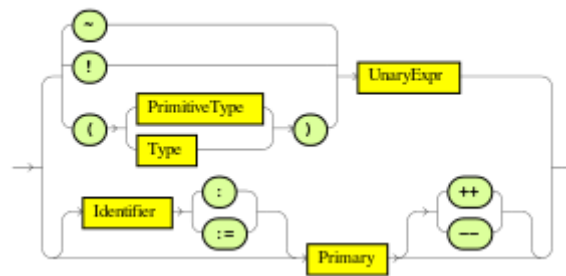 ~
! UnaryExpr
( PrimitiveType )
Type
Identifier : ++
:= --
Primary